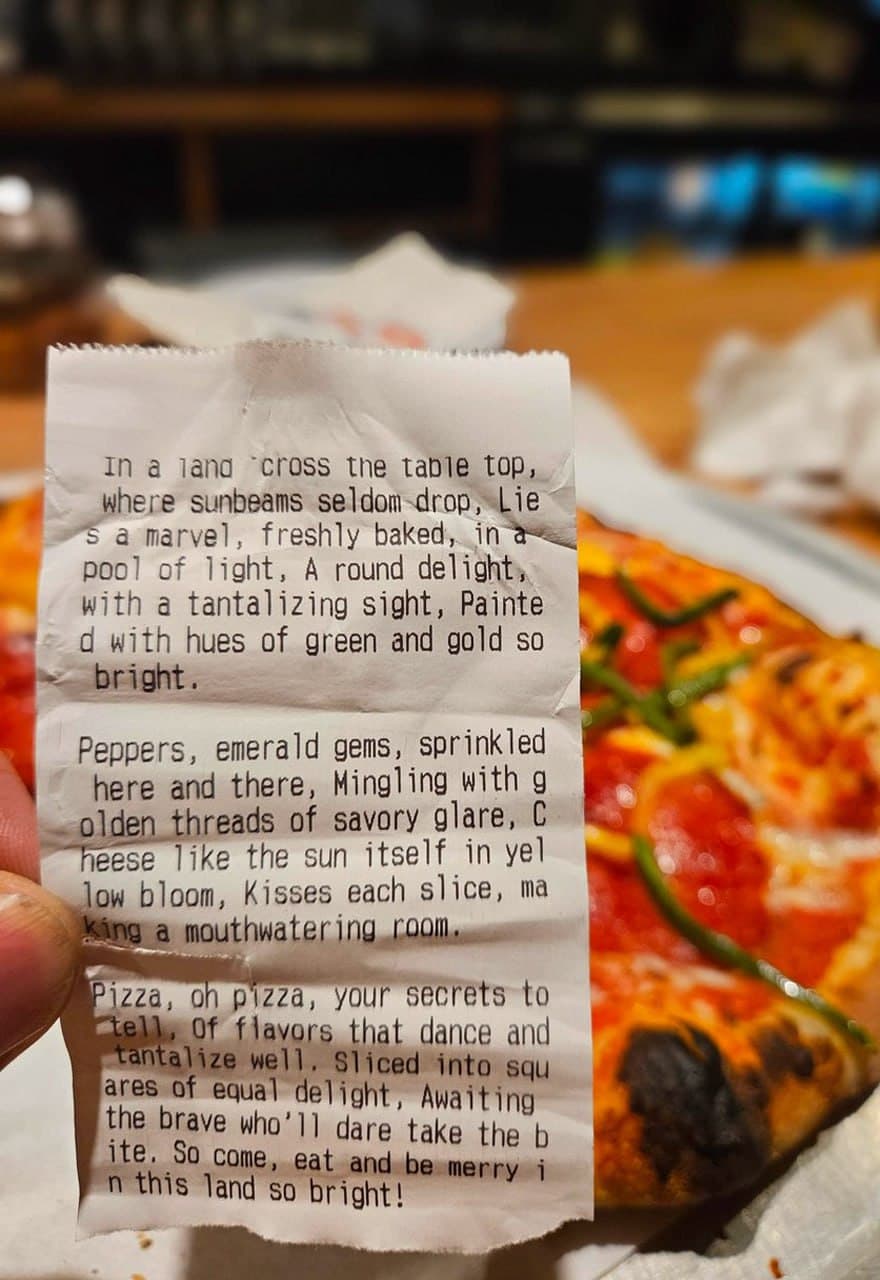 In a land 'cross the table top,
where sunbeams seldom drop, Lie
s a marvel, freshly baked, in a
pool of light, A round delight,
with a tantalizing sight, Painte
d with hues of green and gold so
bright.
Peppers, emerald gems, sprinkled
here and there, Mingling with g
olden threads of savory glare, C
heese like the sun itself in yel
low bloom, Kisses each slice, ma
king a mouthwatering room.
Pizza, oh pizza, your secrets to
tell, Of flavors that dance and
tantalize well. Sliced into squ
ares of equal delight, Awaiting
the brave who'll dare take the b
ite. So come, eat and be merry i
n this land so bright!